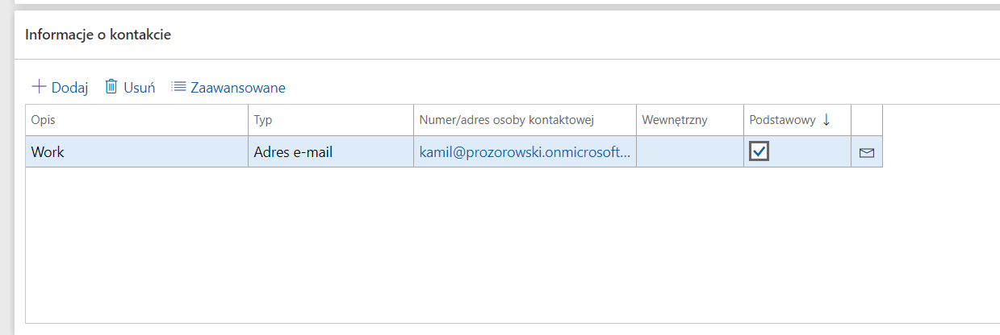 Informacje o kontakcie
Dodaj Usuń Zaawansowane
Opis Typ Numer/adres osoby kontaktowej Wewnętrzny Podstawowy ↓
Work Adres e-mail kamil@prozorowski.onmicrosoft...